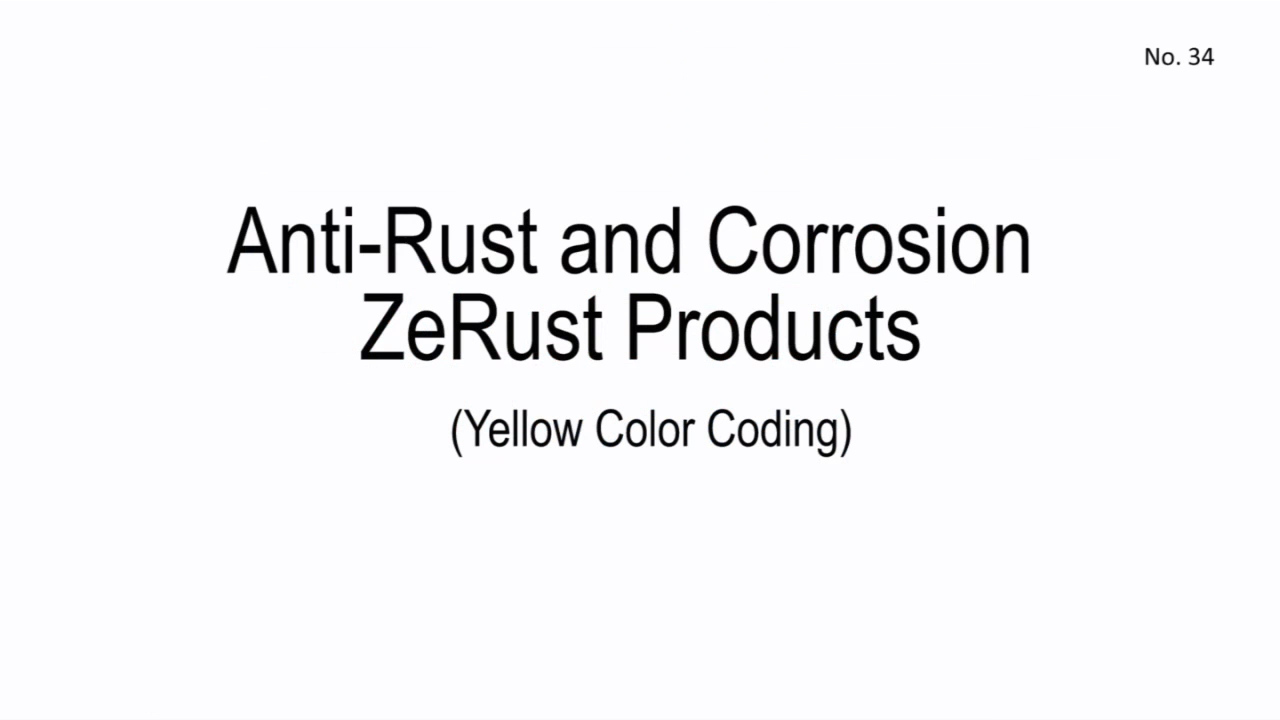 No. 34
Anti-Rust and Corrosion
ZeRust Products
(Yellow Color Coding)